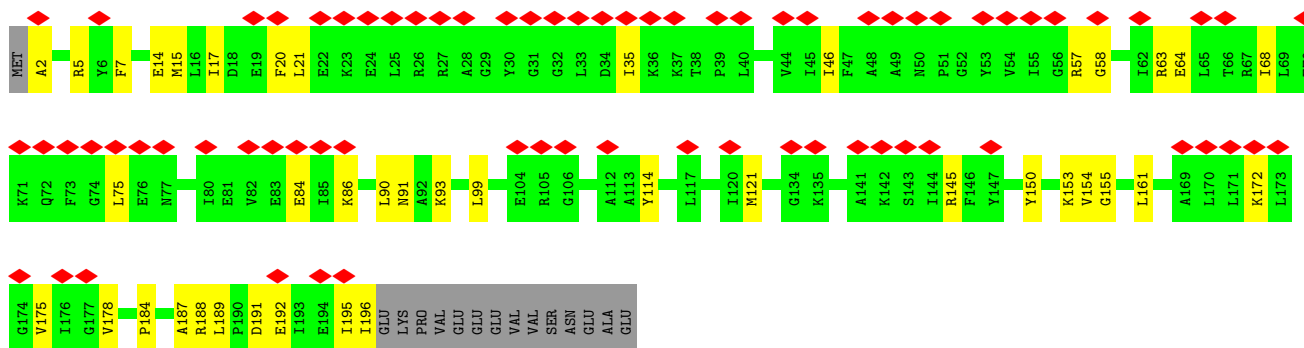 MET A2 R5 Y6 F7 E14 M15 L16 I17 D18 E19 F20 L21 E22 K23 E24 L25 R26 R27 A28 G29 Y30 G31 G32 L33 D34 I35 K36 K37 T38 P39 L40 V44 I45 I46 F47 A48 A49 N50 P51 G52 Y53 V54 I55 G56 R57 G58 I62 R63 E64 L65 T66 R67 I68 L69
K71 Q72 F73 G74 L75 E76 N77 I80 E81 V82 E83 E84 I85 K86 L90 N91 A92 K93 L99 E104 R105 G106 A112 A113 Y114 L117 I120 M121 G134 K135 A141 K142 S143 I144 R145 F146 Y147 Y150 K153 V154 G155 L161 A169 L170 L171 K172 L173
G174 V175 I176 G177 V178 P184 A187 R188 L189 P190 D191 E192 I193 E194 I195 I196 GLU LYS PRO VAL GLU GLU GLU VAL VAL SER ASN GLU ALA GLU